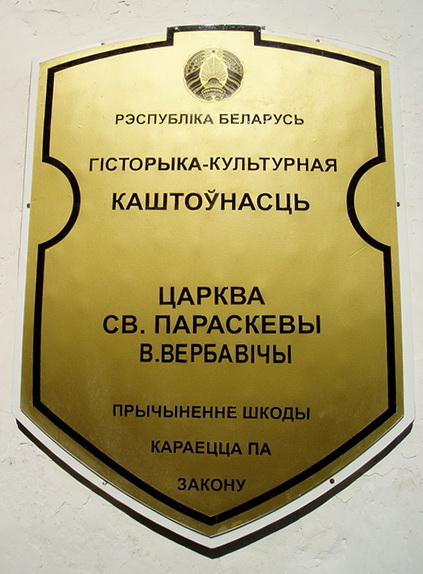 РЭСПУБЛІКА БЕЛАРУСЬ
ГІСТОРЫКА-КУЛЬТУРНАЯ
КАШТОЎНАСЦЬ
ЦАРКВА
СВ. ПАРАСКЕВЫ
В.ВЕРБАВІЧЫ
ПРЫЧЫНЕННЕ ШКОДЫ
КАРАЕЦЦА ПА
ЗАКОНУ